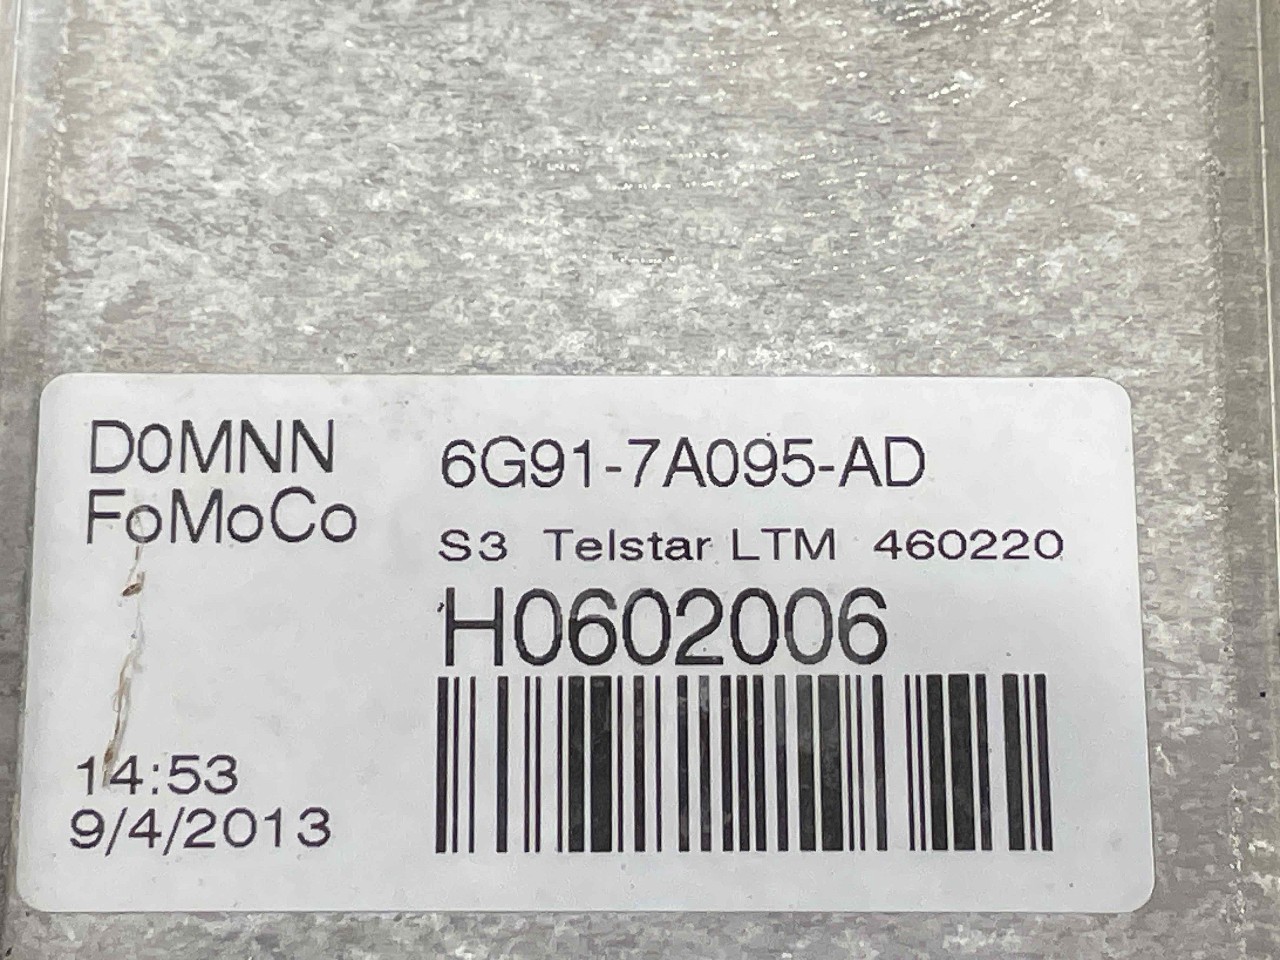 D0MNN
FoMoCo
6G91-7A095-AD
S3 Telstar LTM 460220
H0602006
14:53
9/4/2013